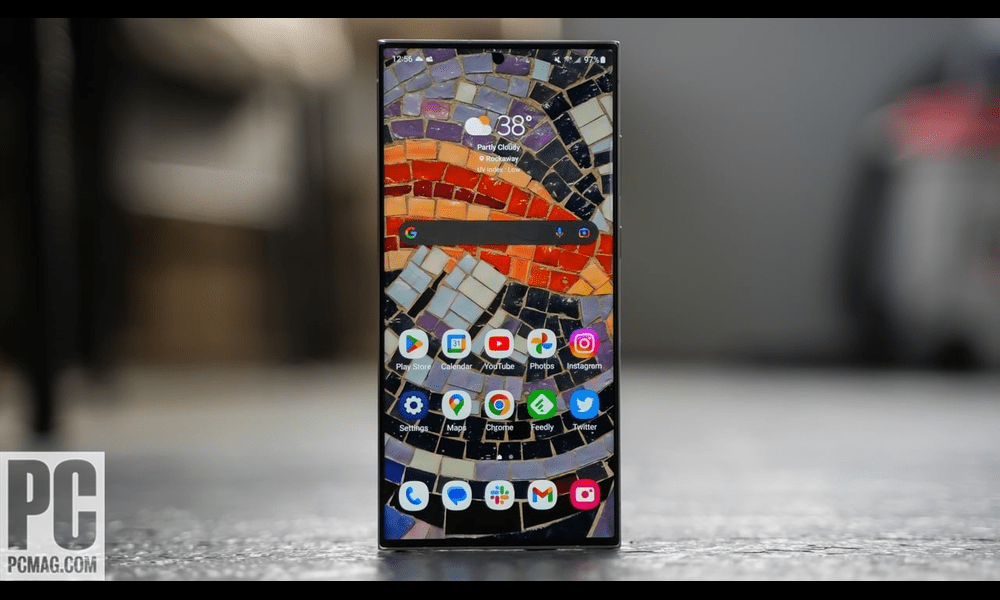 12:56
97%
38°
Partly Cloudy
Rockaway
UV index : Low
G
31
Play Store
Calendar
YouTube
Photos
Instagram
Settings
Maps
Chrome
Feedly
Twitter
PC
PCMAG.COM